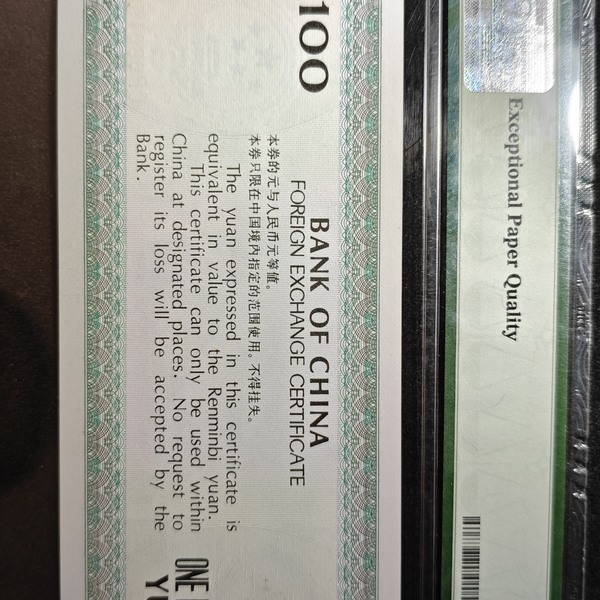 Exceptional Paper Quality
100
BANK OF CHINA
FOREIGN EXCHANGE CERTIFICATE
本券的元与人民币元等值。
本券只限在中国境内指定的范围使用。不得挂失。
The yuan expressed in this certificate is
equivalent in value to the Renminbi yuan.
This certificate can only be used within
China at designated places. No request to
register its loss will be accepted by the
Bank.
ONE
YU